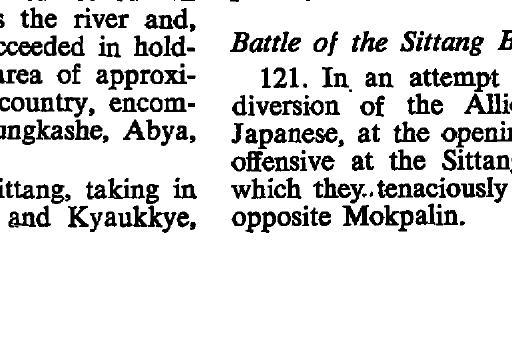 s the river and,
cceeded in hold-
area of approxi-
country, encom-
ungkashe, Abya,
ittang, taking in
and Kyaukkye,
Battle of the Sittang B
121. In an attempt
diversion of the Alli
Japanese, at the openi
offensive at the Sittang
which they..tenaciously
opposite Mokpalin.